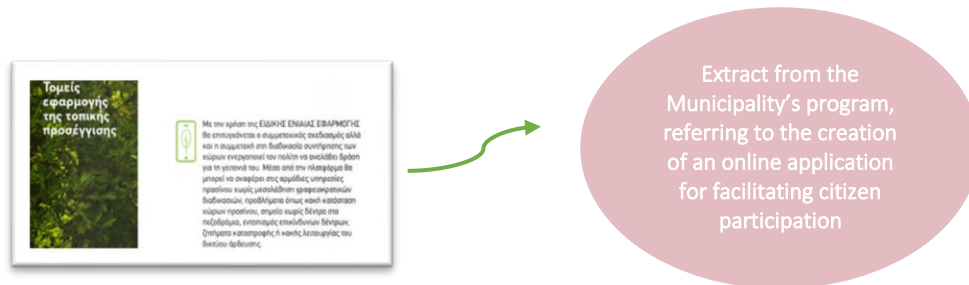 Τομείς
εφαρμογής
της τοπικής
προσέγγισης
Με την χρήση της ΕΙΔΙΚΗΣ ΕΝΙΑΙΑΣ ΕΦΑΡΜΟΓΗΣ
θα επιτυγχάνεται ο συμμετοχικός σχεδιασμός αλλά
και η συμμετοχή στη διαδικασία συντήρησης των
χώρων ενεργοποιεί τον πολίτη να αναλάβει δράση
για τη γειτονιά του. Μέσα από την πλατφόρμα θα
μπορεί να αναφέρει στις αρμόδιες υπηρεσίες
πρασίνου χωρίς μεσολάβηση γραφειοκρατικών
διαδικασιών, προβλήματα όπως κακή κατάσταση
χώρων πρασίνου, σημεία χωρίς δέντρα στα
πεζοδρόμια, εντοπισμός επικίνδυνων δέντρων,
ζητήματα καταστροφής ή κακής λειτουργίας του
δικτύου άρδευσης.
Extract from the
Municipality’s program,
referring to the creation
of an online application
for facilitating citizen
participation